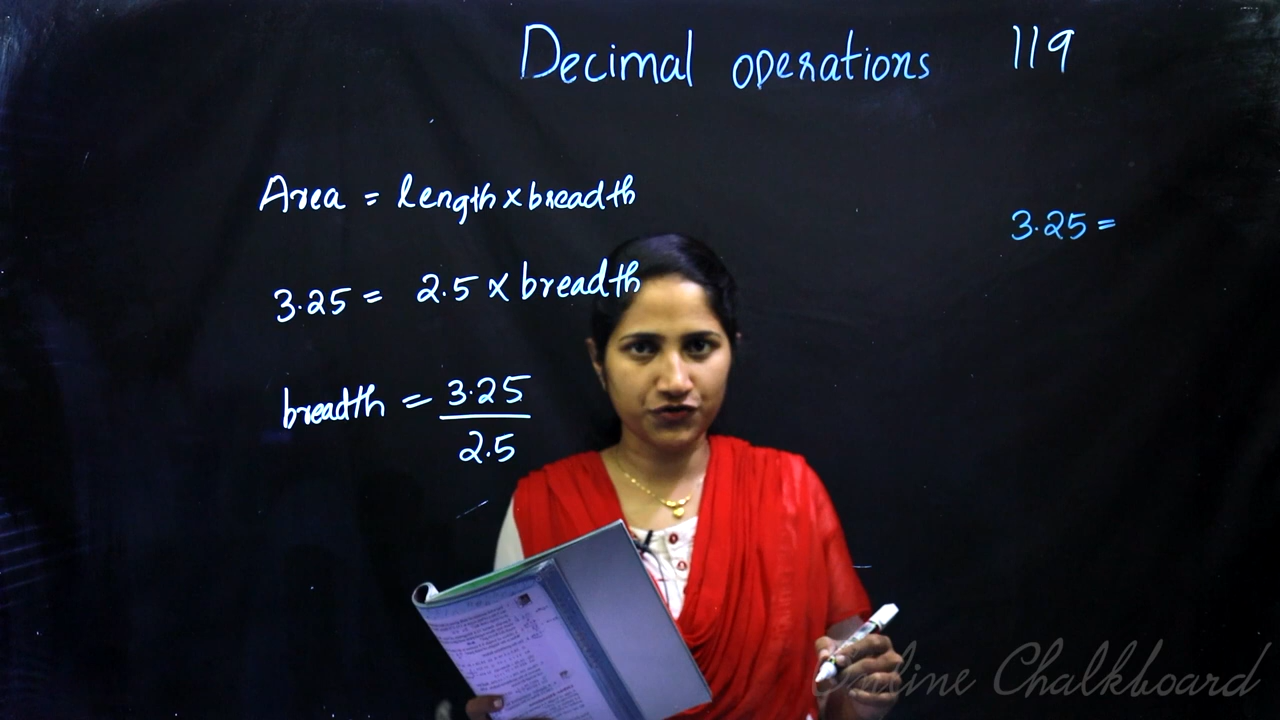 Decimal operations 119
Area = length x breadth
3.25 =
3.25 = 2.5 x breadth
breadth = 3.25
2.5
Online Chalkboard